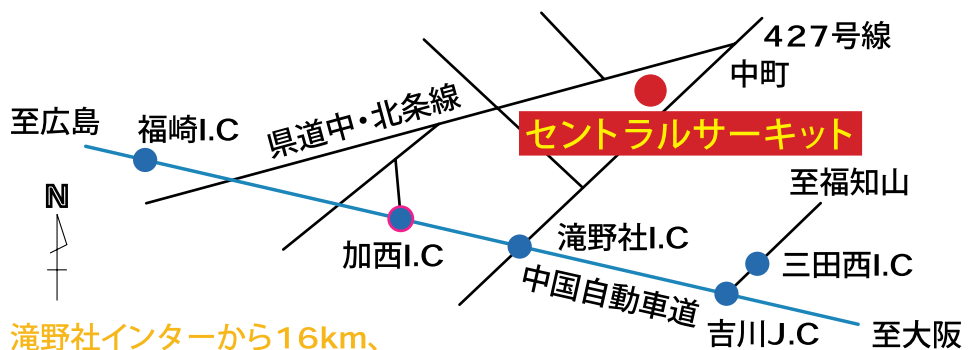 427号線
中町
県道中・北条線
至広島
福崎I.C
セントラルサーキット
至福知山
N
加西I.C
滝野社I.C
三田西I.C
中国自動車道
吉川J.C
至大阪
滝野社インターから16km、